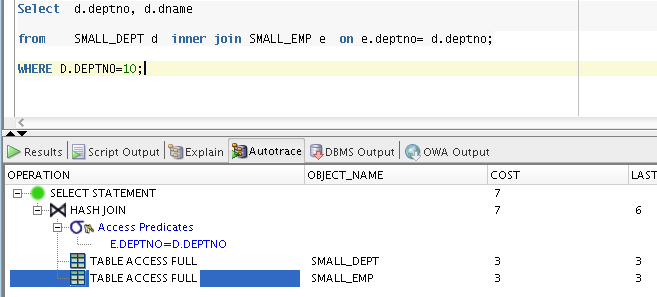 Select d.deptno, d.dname
from SMALL_DEPT d inner join SMALL_EMP e on e.deptno= d.deptno;
WHERE D.DEPTNO=10;
Results Script Output Explain Autotrace DBMS Output OWA Output
OPERATION OBJECT_NAME COST LAST
SELECT STATEMENT 7
HASH JOIN 7 6
Access Predicates
E.DEPTNO=D.DEPTNO
TABLE ACCESS FULL SMALL_DEPT 3 3
TABLE ACCESS FULL SMALL_EMP 3 3